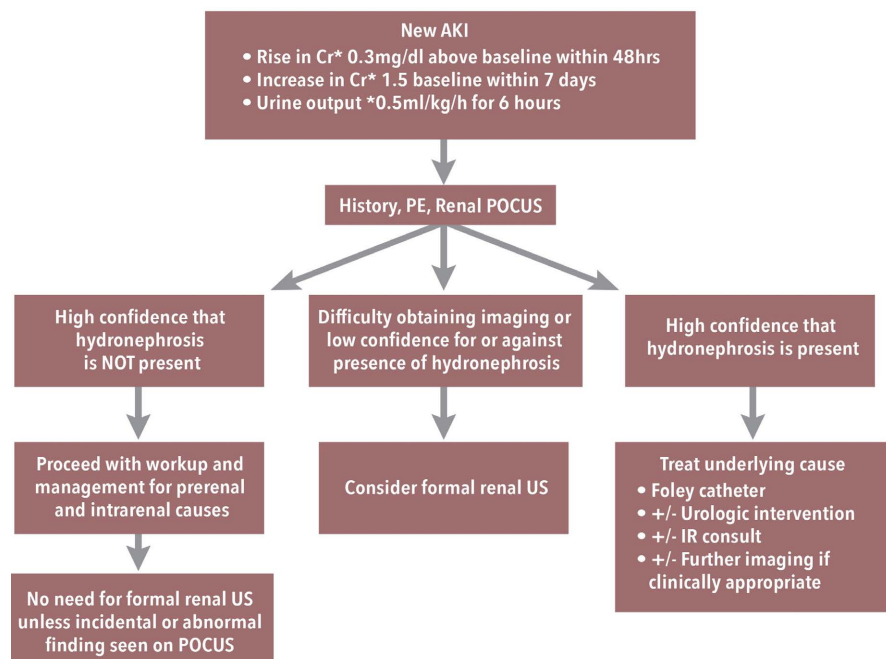 New AKI
• Rise in Cr* 0.3mg/dl above baseline within 48hrs
• Increase in Cr* 1.5 baseline within 7 days
• Urine output *0.5ml/kg/h for 6 hours
History, PE, Renal POCUS
High confidence that
hydronephrosis
is NOT present
Difficulty obtaining imaging or
low confidence for or against
presence of hydronephrosis
High confidence that
hydronephrosis is present
Proceed with workup and
management for prerenal
and intrarenal causes
Consider formal renal US
Treat underlying cause
• Foley catheter
• +/- Urologic intervention
• +/- IR consult
• +/- Further imaging if
clinically appropriate
No need for formal renal US
unless incidental or abnormal
finding seen on POCUS